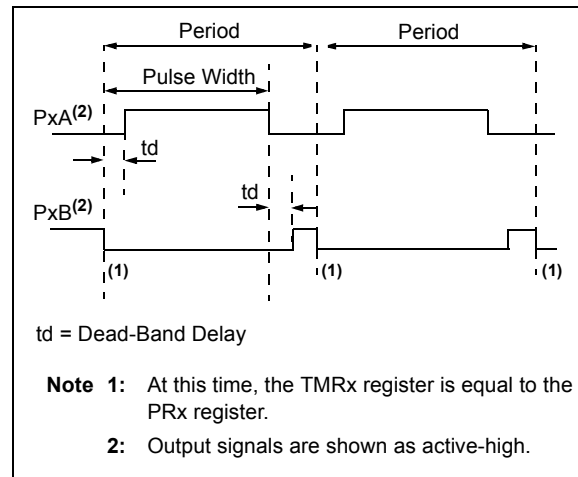 Period Period
Pulse Width
PxA(2)
td
td
PxB(2)
(1) (1) (1)
td = Dead-Band Delay
Note 1: At this time, the TMRx register is equal to the
PRx register.
2: Output signals are shown as active-high.